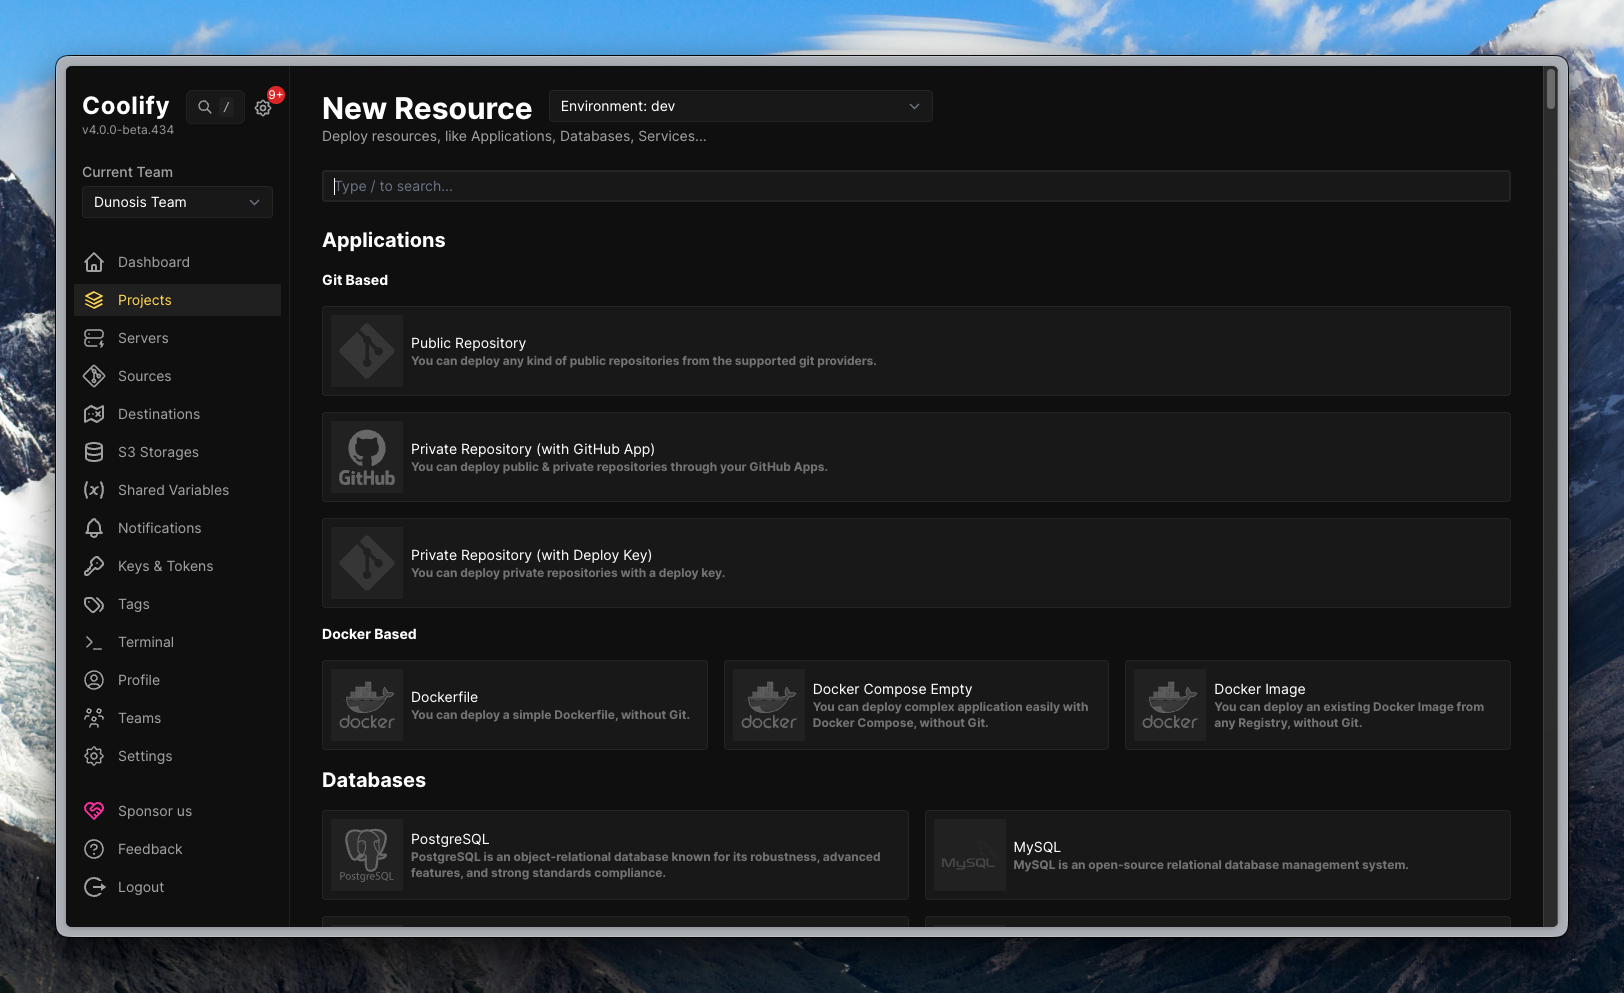 Coolify
/
9+
v4.0.0-beta.434
Current Team
Dunosis Team
Dashboard
Projects
Servers
Sources
Destinations
S3 Storages
Shared Variables
Notifications
Keys & Tokens
Tags
Terminal
Profile
Teams
Settings
Sponsor us
Feedback
Logout
New Resource
Environment: dev
Deploy resources, like Applications, Databases, Services...
Type / to search...
Applications
Git Based
Public Repository
You can deploy any kind of public repositories from the supported git providers.
GitHub
Private Repository (with GitHub App)
You can deploy public & private repositories through your GitHub Apps.
Private Repository (with Deploy Key)
You can deploy private repositories with a deploy key.
Docker Based
docker
Dockerfile
You can deploy a simple Dockerfile, without Git.
docker
Docker Compose Empty
You can deploy complex application easily with
Docker Compose, without Git.
docker
Docker Image
You can deploy an existing Docker Image from
any Registry, without Git.
Databases
PostgreSQL
PostgreSQL
PostgreSQL is an object-relational database known for its robustness, advanced
features, and strong standards compliance.
MySQL
MySQL
MySQL is an open-source relational database management system.